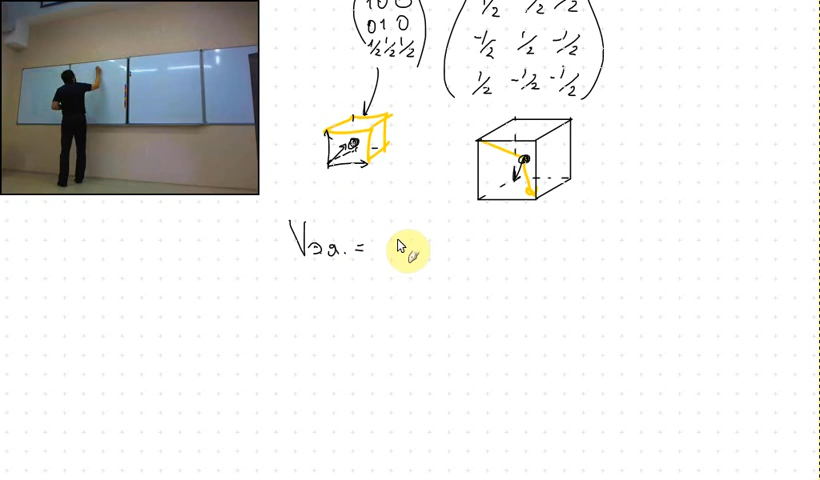 1 0 0
0 1 0
1/2 1/2 1/2
1/2 1/2 1/2
-1/2 1/2 -1/2
1/2 -1/2 -1/2
Vэл. =